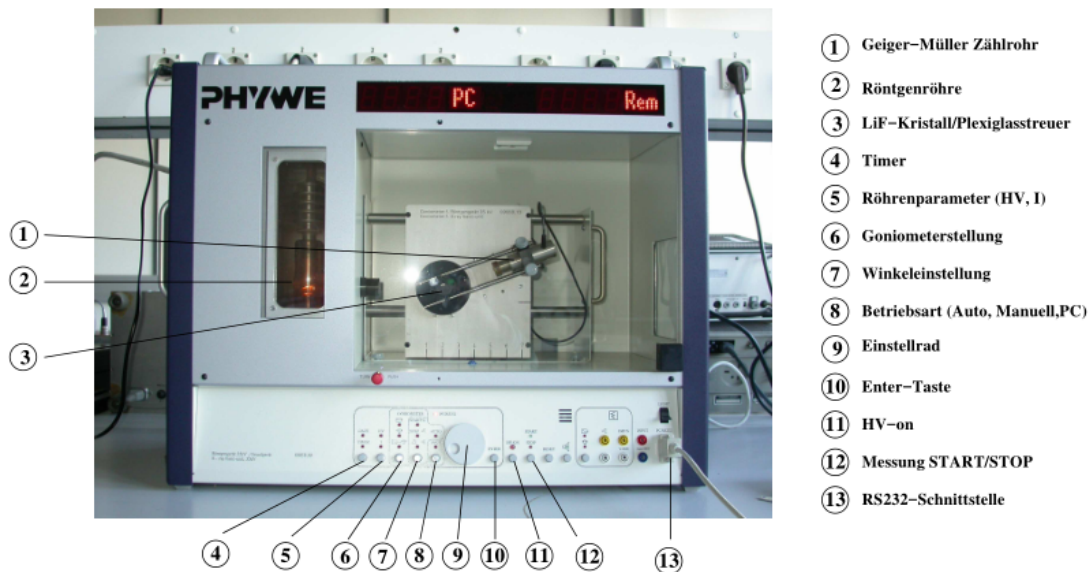 PHYWE
PC
Rem
1 Geiger−Müller Zählrohr
2 Röntgenröhre
3 LiF−Kristall/Plexiglasstreuer
4 Timer
5 Röhrenparameter (HV, I)
6 Goniometerstellung
7 Winkeleinstellung
8 Betriebsart (Auto, Manuell,PC)
9 Einstellrad
10 Enter−Taste
11 HV−on
12 Messung START/STOP
13 RS232−Schnittstelle
1
2
3
4 5 6 7 8 9 10 11 12 13